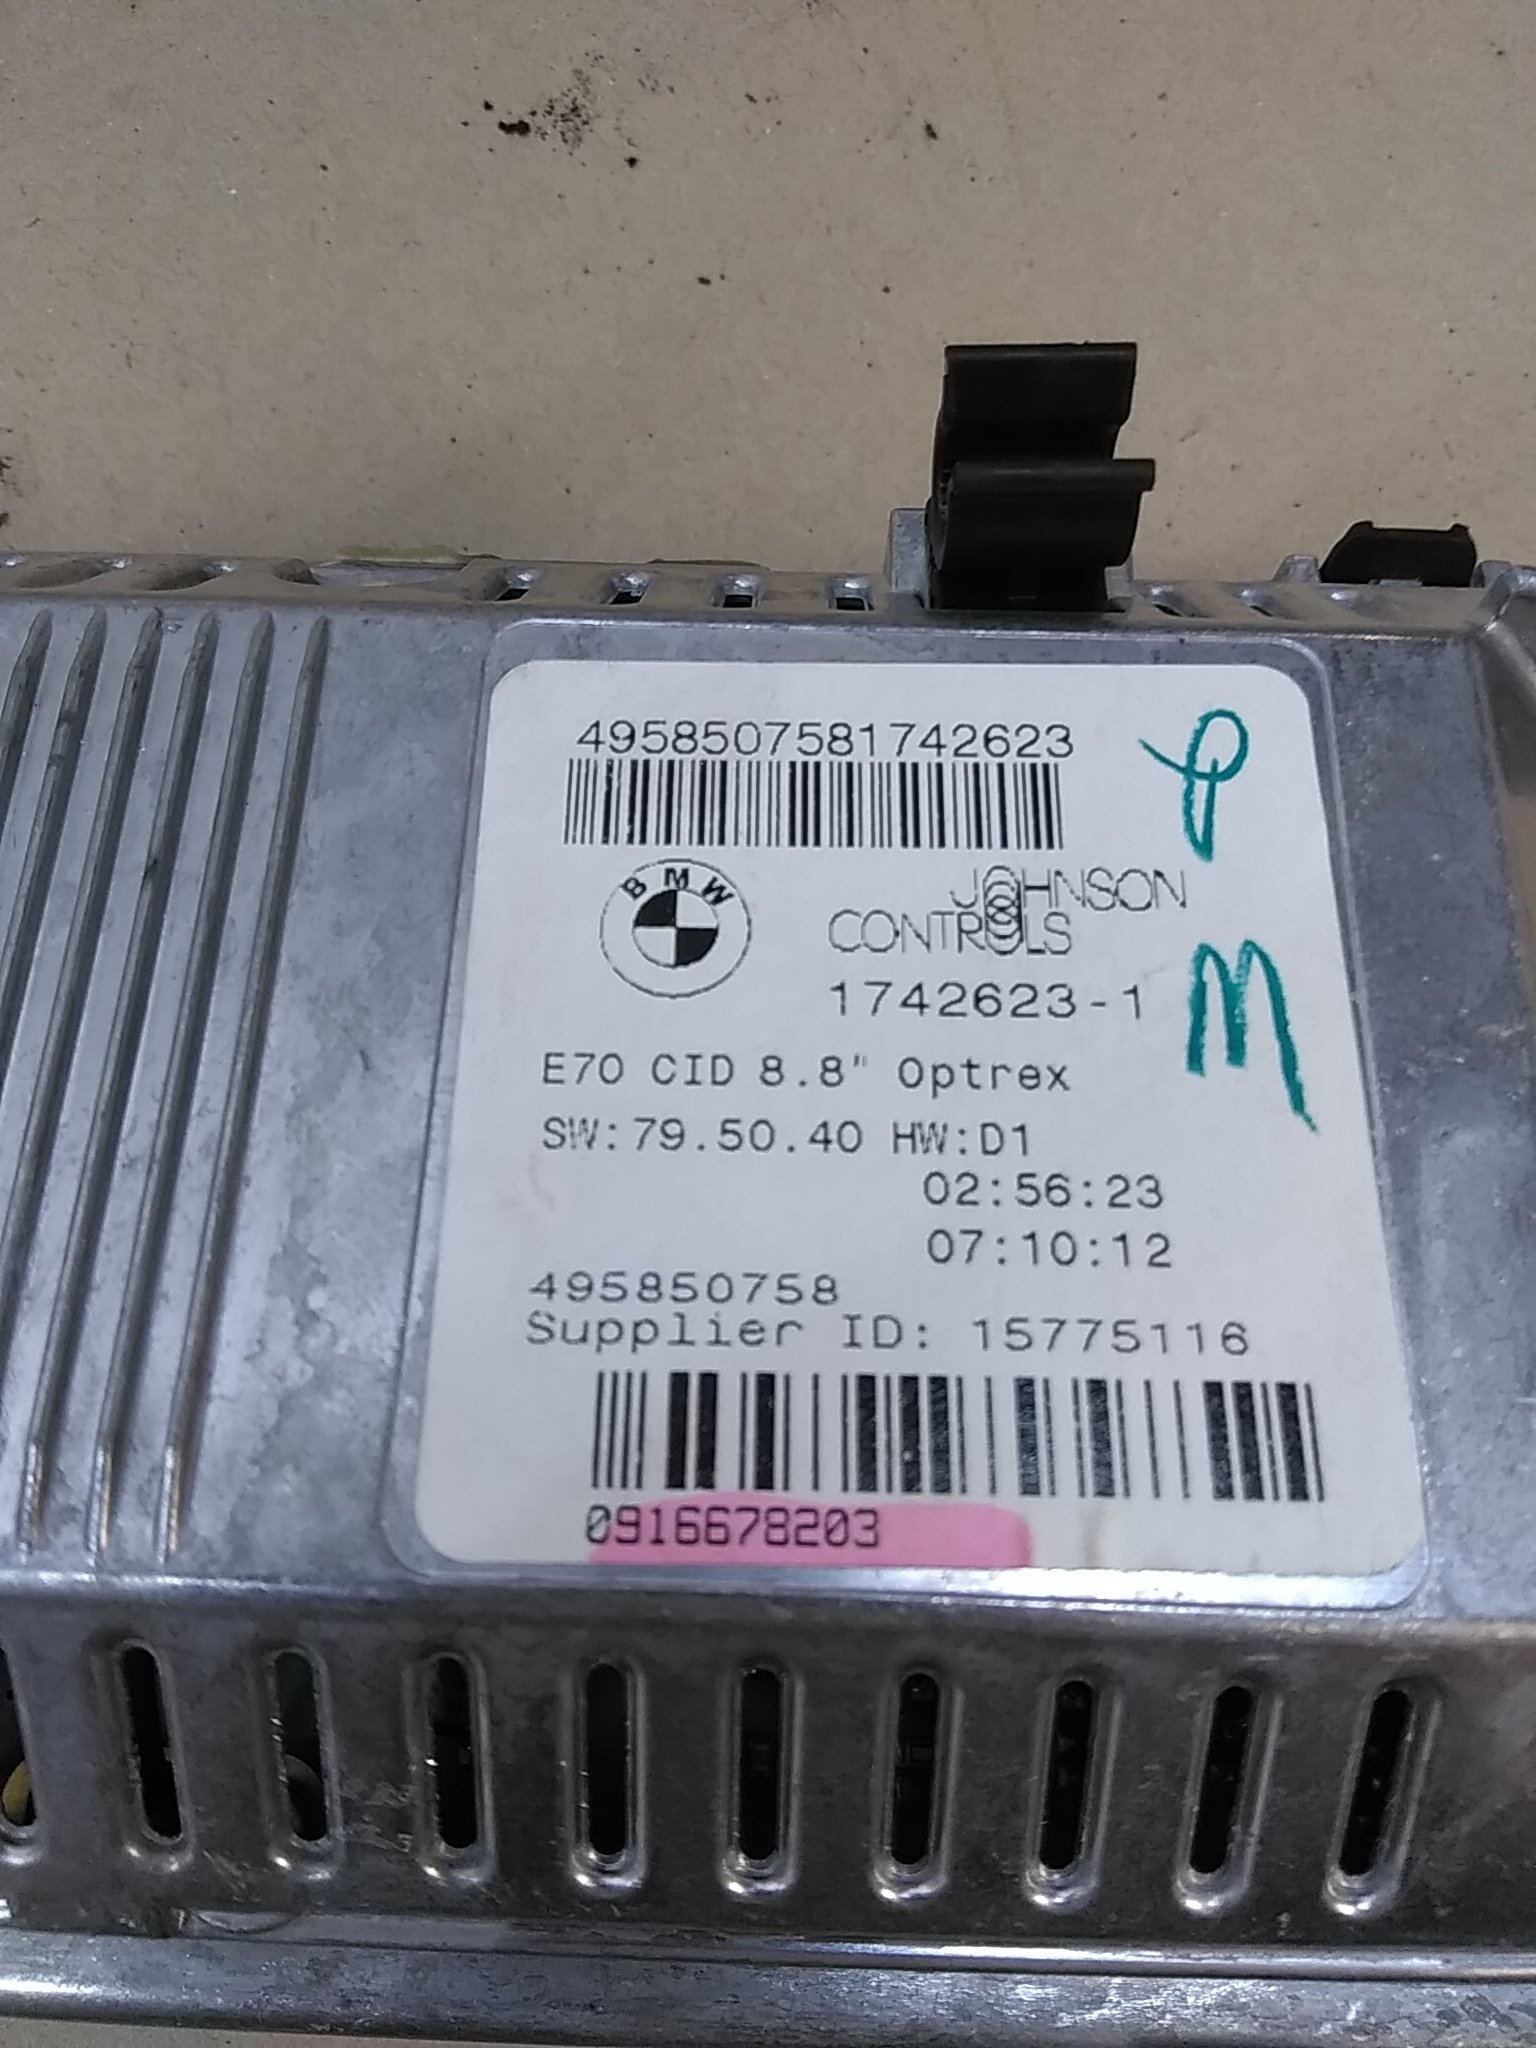 4958507581742623
BMW
JOHNSON
CONTROLS
1742623-1
E70 CID 8.8" Optrex
SW:79.50.40 HW:D1
02:56:23
07:10:12
495850758
Supplier ID: 15775116
0916678203